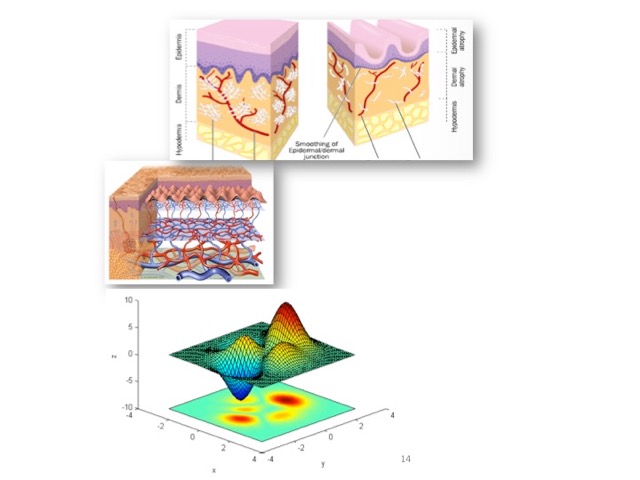 Epidermis
Dermis
Hypodermis
Epidermal
atrophy
Dermal
atrophy
Hypodermis
Smoothing of
Epidermal/dermal
junction
10
5
0
-5
-10
z
-4
-2
0
2
4
x
-4
-2
0
2
4
y
14